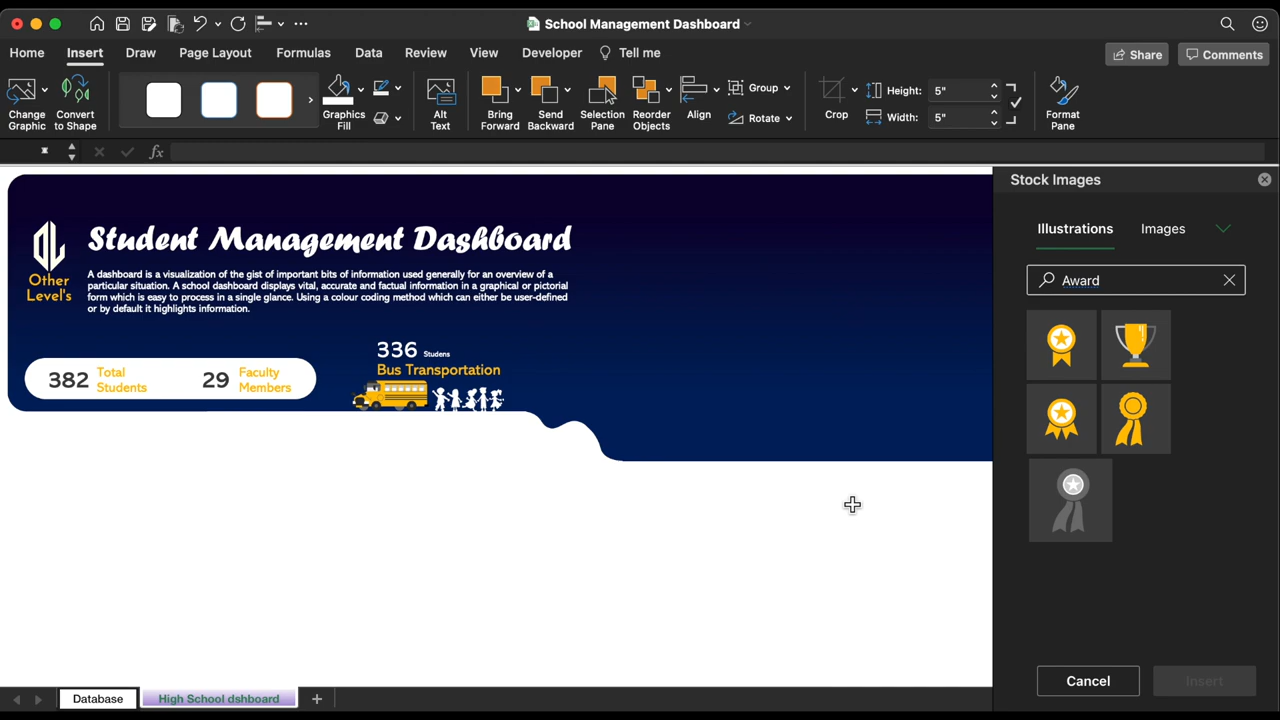 School Management Dashboard
Home Insert Draw Page Layout Formulas Data Review View Developer Tell me Share Comments
Change Graphic
Convert to Shape
Graphics Fill
Alt Text
Bring Forward
Send Backward
Selection Pane
Reorder Objects
Align
Group
Rotate
Crop
Height: 5"
Width: 5"
Format Pane
fx
Stock Images
Illustrations Images
Award
Cancel Insert
OL
Other
Level's
Student Management Dashboard
A dashboard is a visualization of the gist of important bits of information used generally for an overview of a
particular situation. A school dashboard displays vital, accurate and factual information in a graphical or pictorial
form which is easy to process in a single glance. Using a colour coding method which can either be user-defined
or by default it highlights information.
382 Total Students
29 Faculty Members
336 Studens
Bus Transportation
Database High School dshboard